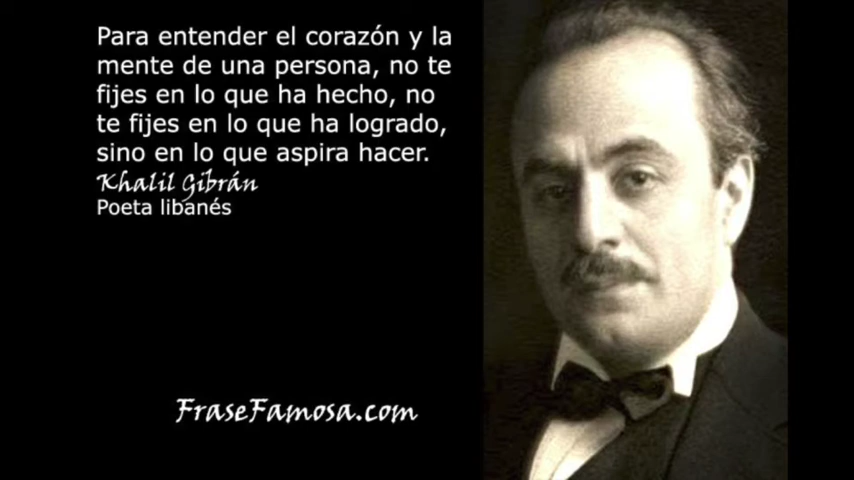 Para entender el corazón y la
mente de una persona, no te
fijes en lo que ha hecho, no
te fijes en lo que ha logrado,
sino en lo que aspira hacer.
Khalil Gibrán
Poeta libanés
FraseFamosa.com